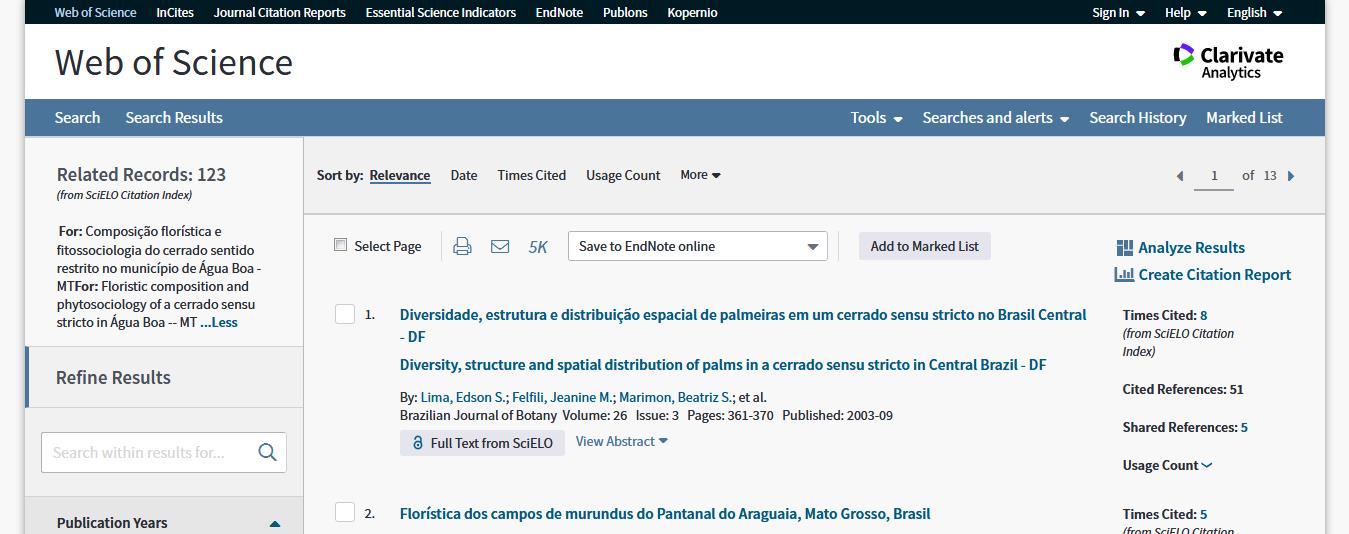 Web of Science InCites Journal Citation Reports Essential Science Indicators EndNote Publons Kopernio Sign In Help English
Web of Science
Clarivate
Analytics
Search Search Results Tools Searches and alerts Search History Marked List
Related Records: 123
(from SciELO Citation Index)
For: Composição florística e
fitossociologia do cerrado sentido
restrito no município de Água Boa -
MTFor: Floristic composition and
phytosociology of a cerrado sensu
stricto in Água Boa -- MT ...Less
Refine Results
Search within results for...
Publication Years
Sort by: Relevance Date Times Cited Usage Count More
1 of 13
Select Page 5K Save to EndNote online Add to Marked List
Analyze Results
Create Citation Report
1. Diversidade, estrutura e distribuição espacial de palmeiras em um cerrado sensu stricto no Brasil Central
- DF
Diversity, structure and spatial distribution of palms in a cerrado sensu stricto in Central Brazil - DF
By: Lima, Edson S.; Felfili, Jeanine M.; Marimon, Beatriz S.; et al.
Brazilian Journal of Botany Volume: 26 Issue: 3 Pages: 361-370 Published: 2003-09
Full Text from SciELO View Abstract
Times Cited: 8
(from SciELO Citation
Index)
Cited References: 51
Shared References: 5
Usage Count
2. Florística dos campos de murundus do Pantanal do Araguaia, Mato Grosso, Brasil
Times Cited: 5
(from SciELO Citation